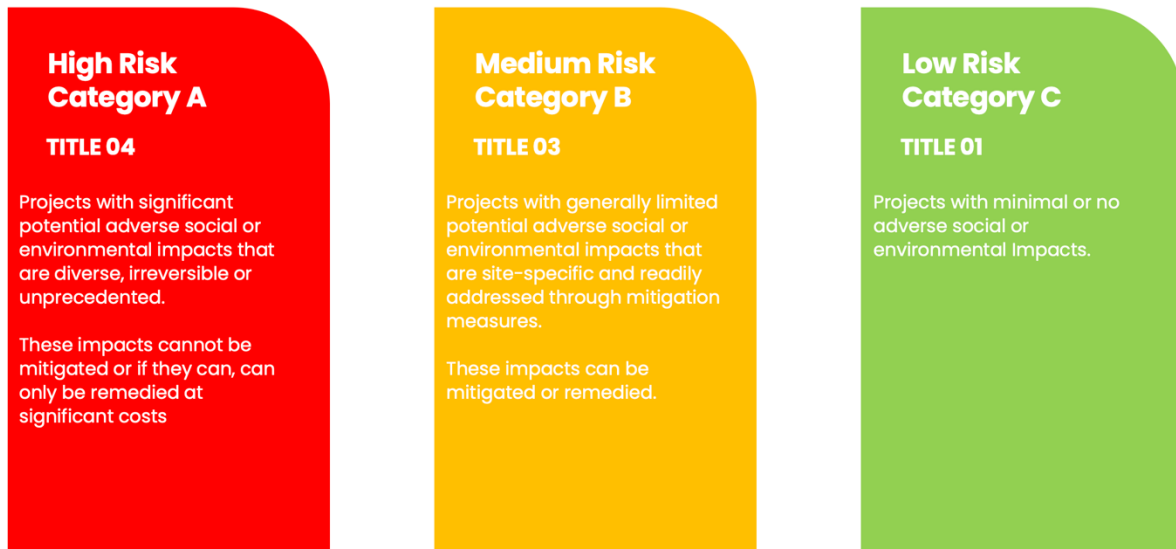 High Risk
Category A
TITLE 04
Projects with significant
potential adverse social or
environmental impacts that
are diverse, irreversible or
unprecedented.
These impacts cannot be
mitigated or if they can, can
only be remedied at
significant costs
Medium Risk
Category B
TITLE 03
Projects with generally limited
potential adverse social or
environmental impacts that
are site-specific and readily
addressed through mitigation
measures.
These impacts can be
mitigated or remedied.
Low Risk
Category C
TITLE 01
Projects with minimal or no
adverse social or
environmental Impacts.